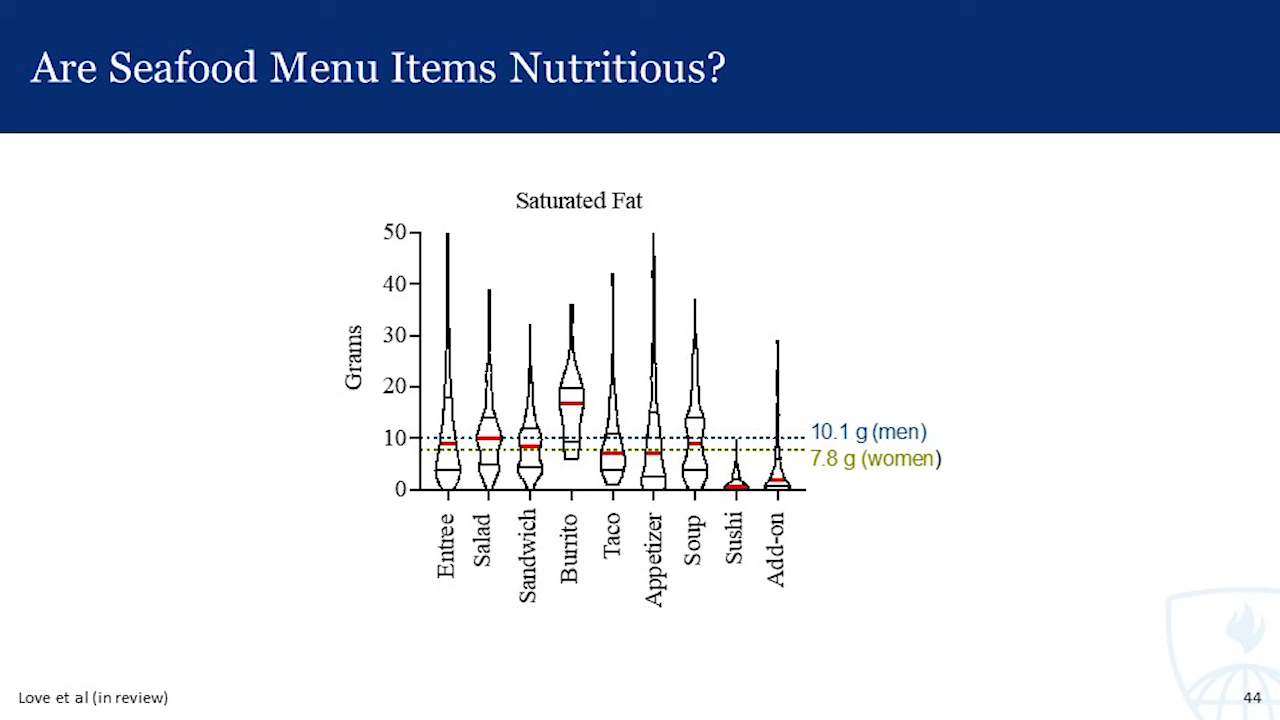 Are Seafood Menu Items Nutritious?
Saturated Fat
Grams
50
40
30
20
10
0
10.1 g (men)
7.8 g (women)
Entree
Salad
Sandwich
Burrito
Taco
Appetizer
Soup
Sushi
Add-on
Love et al (in review)
44